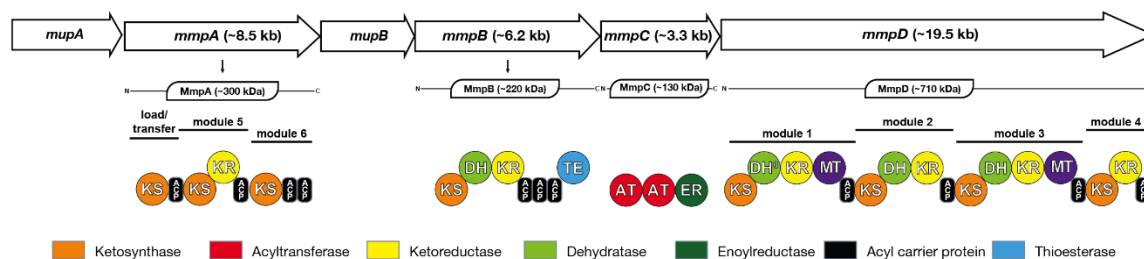 mupA mmpA (~8.5 kb) mupB mmpB (~6.2 kb) mmpC (~3.3 kb) mmpD (~19.5 kb)
N MmpA (~300 kDa) C N MmpB (~220 kDa) C N MmpC (~130 kDa) C N MmpD (~710 kDa) C
load/
transfer module 5 module 6 module 1 module 2 module 3 module 4
KS ACP KS KR ACP KS ACP ACP KS DH KR ACP ACP ACP TE AT AT ER KS DH⁰ KR MT ACP KS DH KR ACP KS DH KR MT ACP KS KR ACP
Ketosynthase Acyltransferase Ketoreductase Dehydratase Enoylreductase Acyl carrier protein Thioesterase